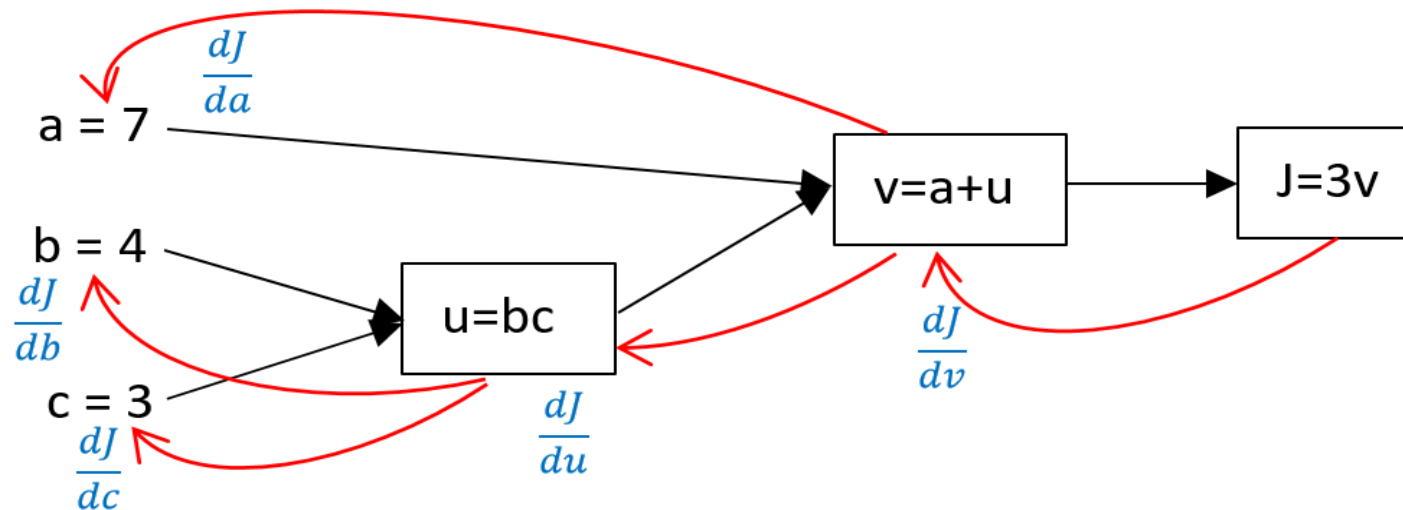 dJ/da
a = 7
v=a+u
J=3v
b = 4
dJ/db
u=bc
dJ/dv
c = 3
dJ/dc
dJ/du